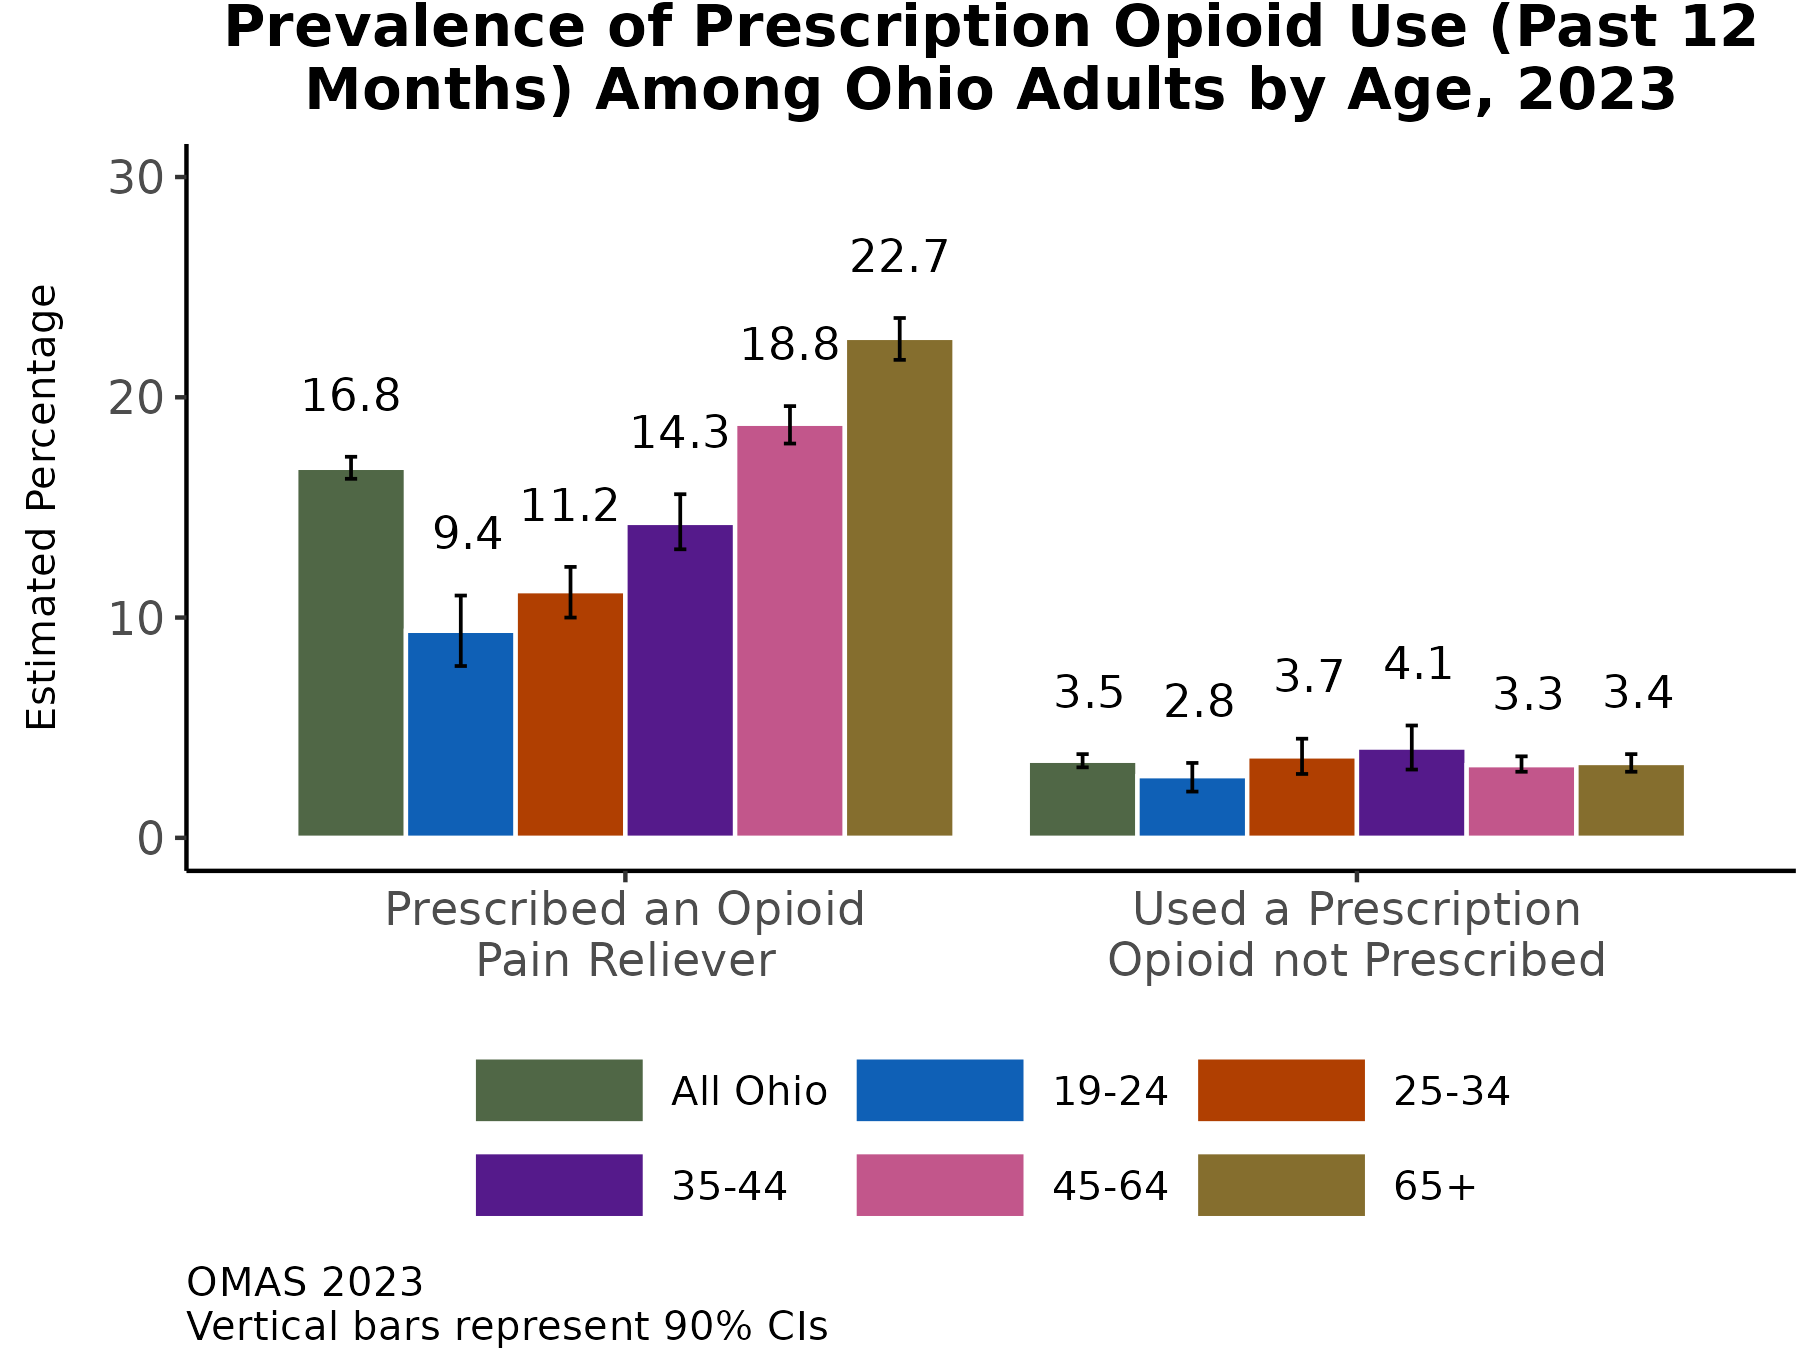 Prevalence of Prescription Opioid Use (Past 12
Months) Among Ohio Adults by Age, 2023
Estimated Percentage
30
20
10
0
16.8
9.4
11.2
14.3
18.8
22.7
3.5
2.8
3.7
4.1
3.3
3.4
Prescribed an Opioid
Pain Reliever
Used a Prescription
Opioid not Prescribed
All Ohio
19-24
25-34
35-44
45-64
65+
OMAS 2023
Vertical bars represent 90% CIs